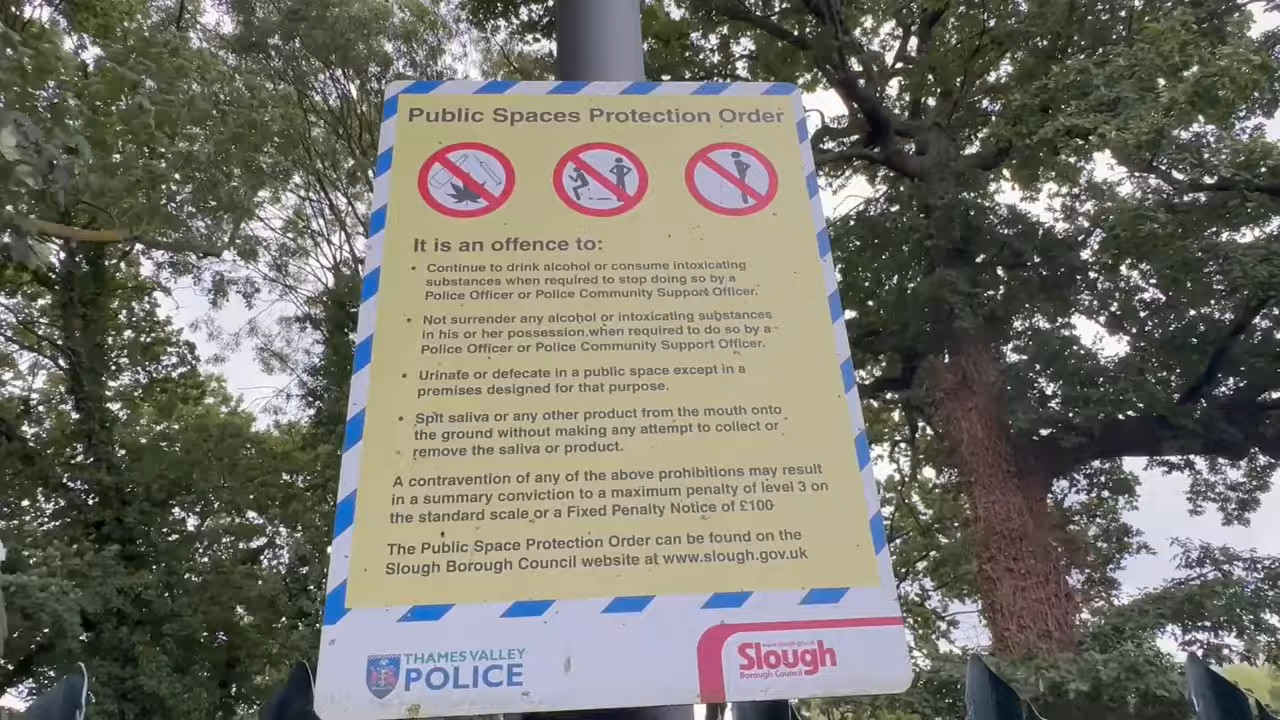 Public Spaces Protection Order
It is an offence to:
• Continue to drink alcohol or consume intoxicating
substances when required to stop doing so by a
Police Officer or Police Community Support Officer.
• Not surrender any alcohol or intoxicating substances
in his or her possession when required to do so by a
Police Officer or Police Community Support Officer.
• Urinate or defecate in a public space except in a
premises designed for that purpose.
• Spit saliva or any other product from the mouth onto
the ground without making any attempt to collect or
remove the saliva or product.
A contravention of any of the above prohibitions may result
in a summary conviction to a maximum penalty of level 3 on
the standard scale or a Fixed Penalty Notice of £100
The Public Space Protection Order can be found on the
Slough Borough Council website at www.slough.gov.uk
THAMES VALLEY
POLICE
www.slough.gov.uk
Slough
Borough Council